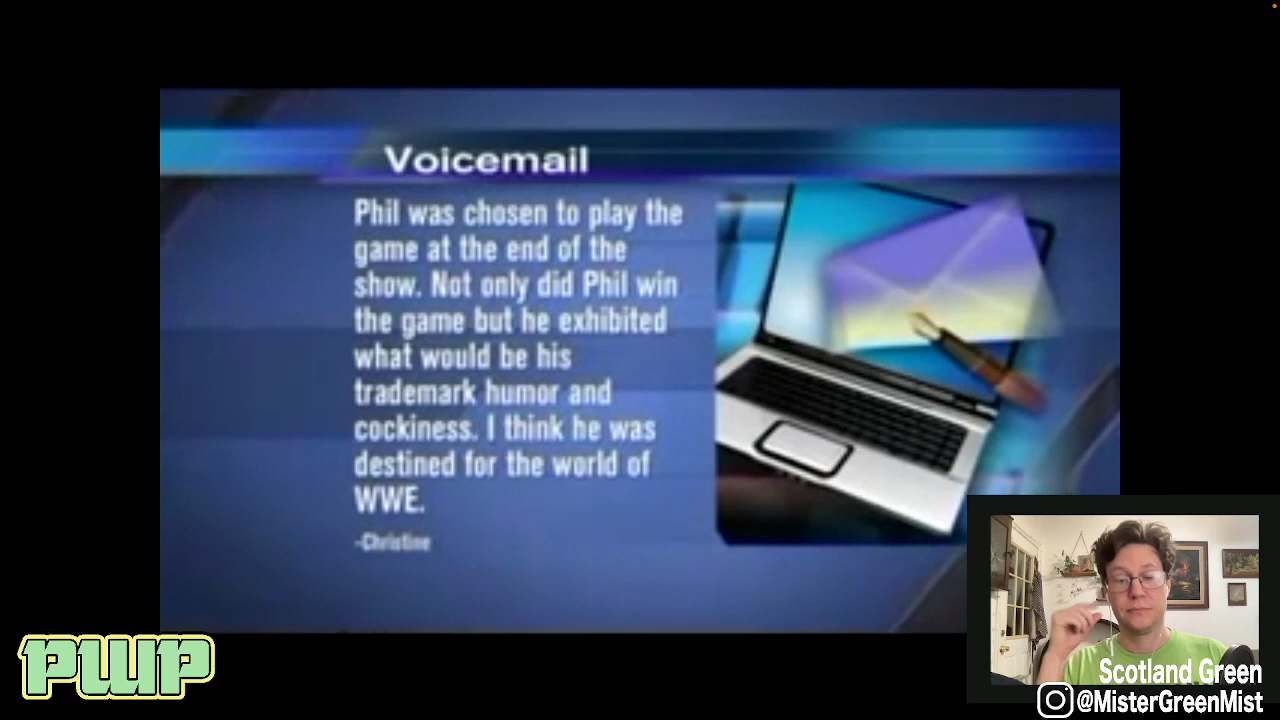 Voicemail
Phil was chosen to play the
game at the end of the
show. Not only did Phil win
the game but he exhibited
what would be his
trademark humor and
cockiness. I think he was
destined for the world of
WWE.
-Christine
PWP
Scotland Green
@MisterGreenMist